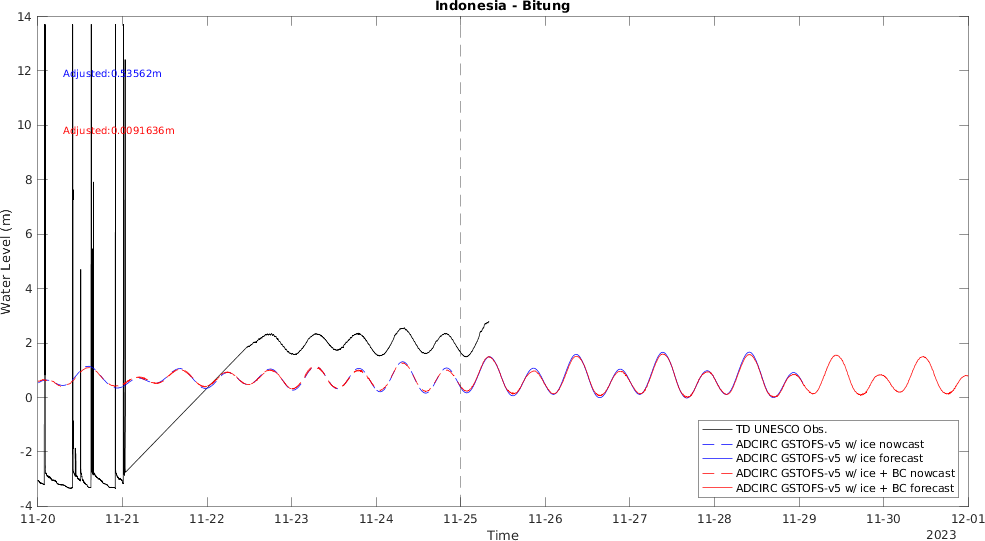 Indonesia - Bitung
Water Level (m)
14
12
10
8
6
4
2
0
-2
-4
Adjusted:0.53562m
Adjusted:0.0091636m
TD UNESCO Obs.
ADCIRC GSTOFS-v5 w/ ice nowcast
ADCIRC GSTOFS-v5 w/ ice forecast
ADCIRC GSTOFS-v5 w/ ice + BC nowcast
ADCIRC GSTOFS-v5 w/ ice + BC forecast
11-20 11-21 11-22 11-23 11-24 11-25 11-26 11-27 11-28 11-29 11-30 12-01
Time
2023